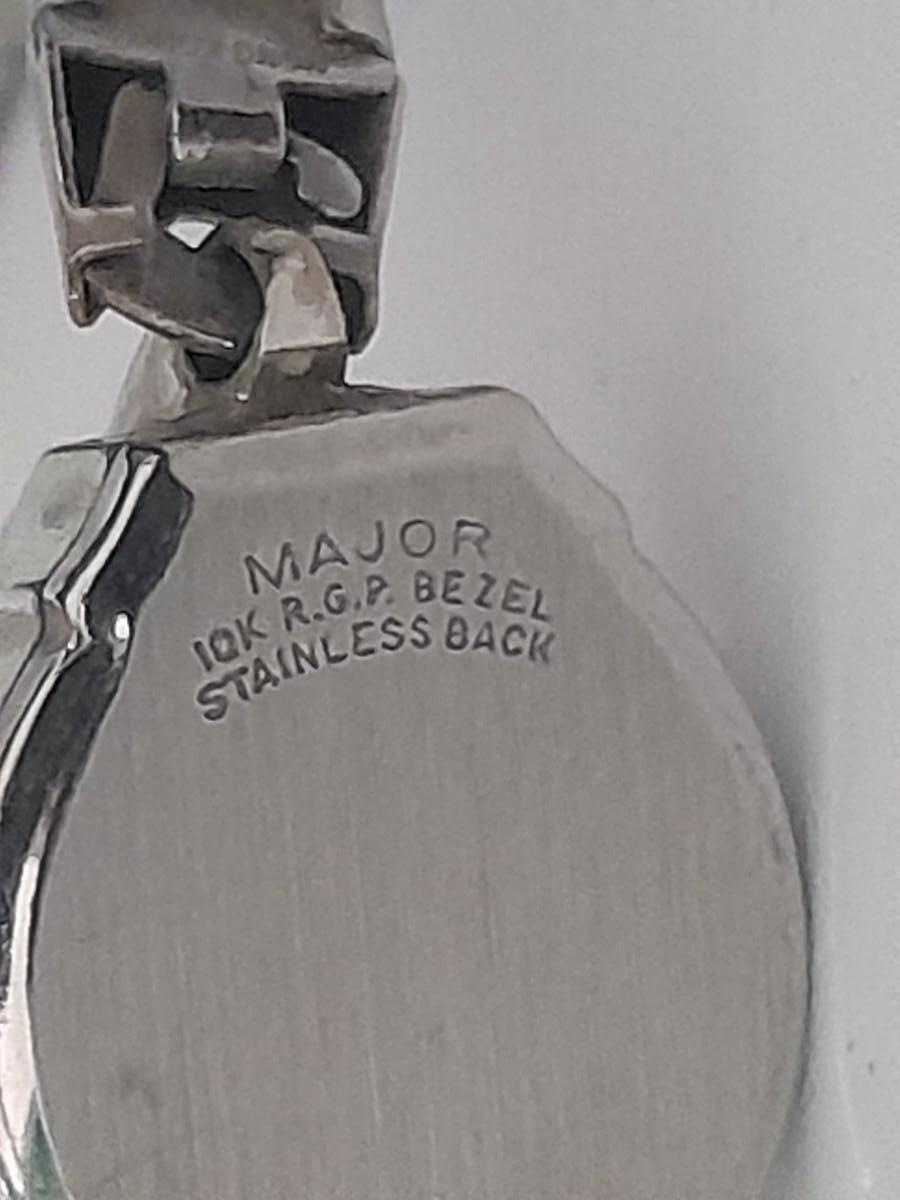 MAJOR
10K R.G.P. BEZEL
STAINLESS BACK